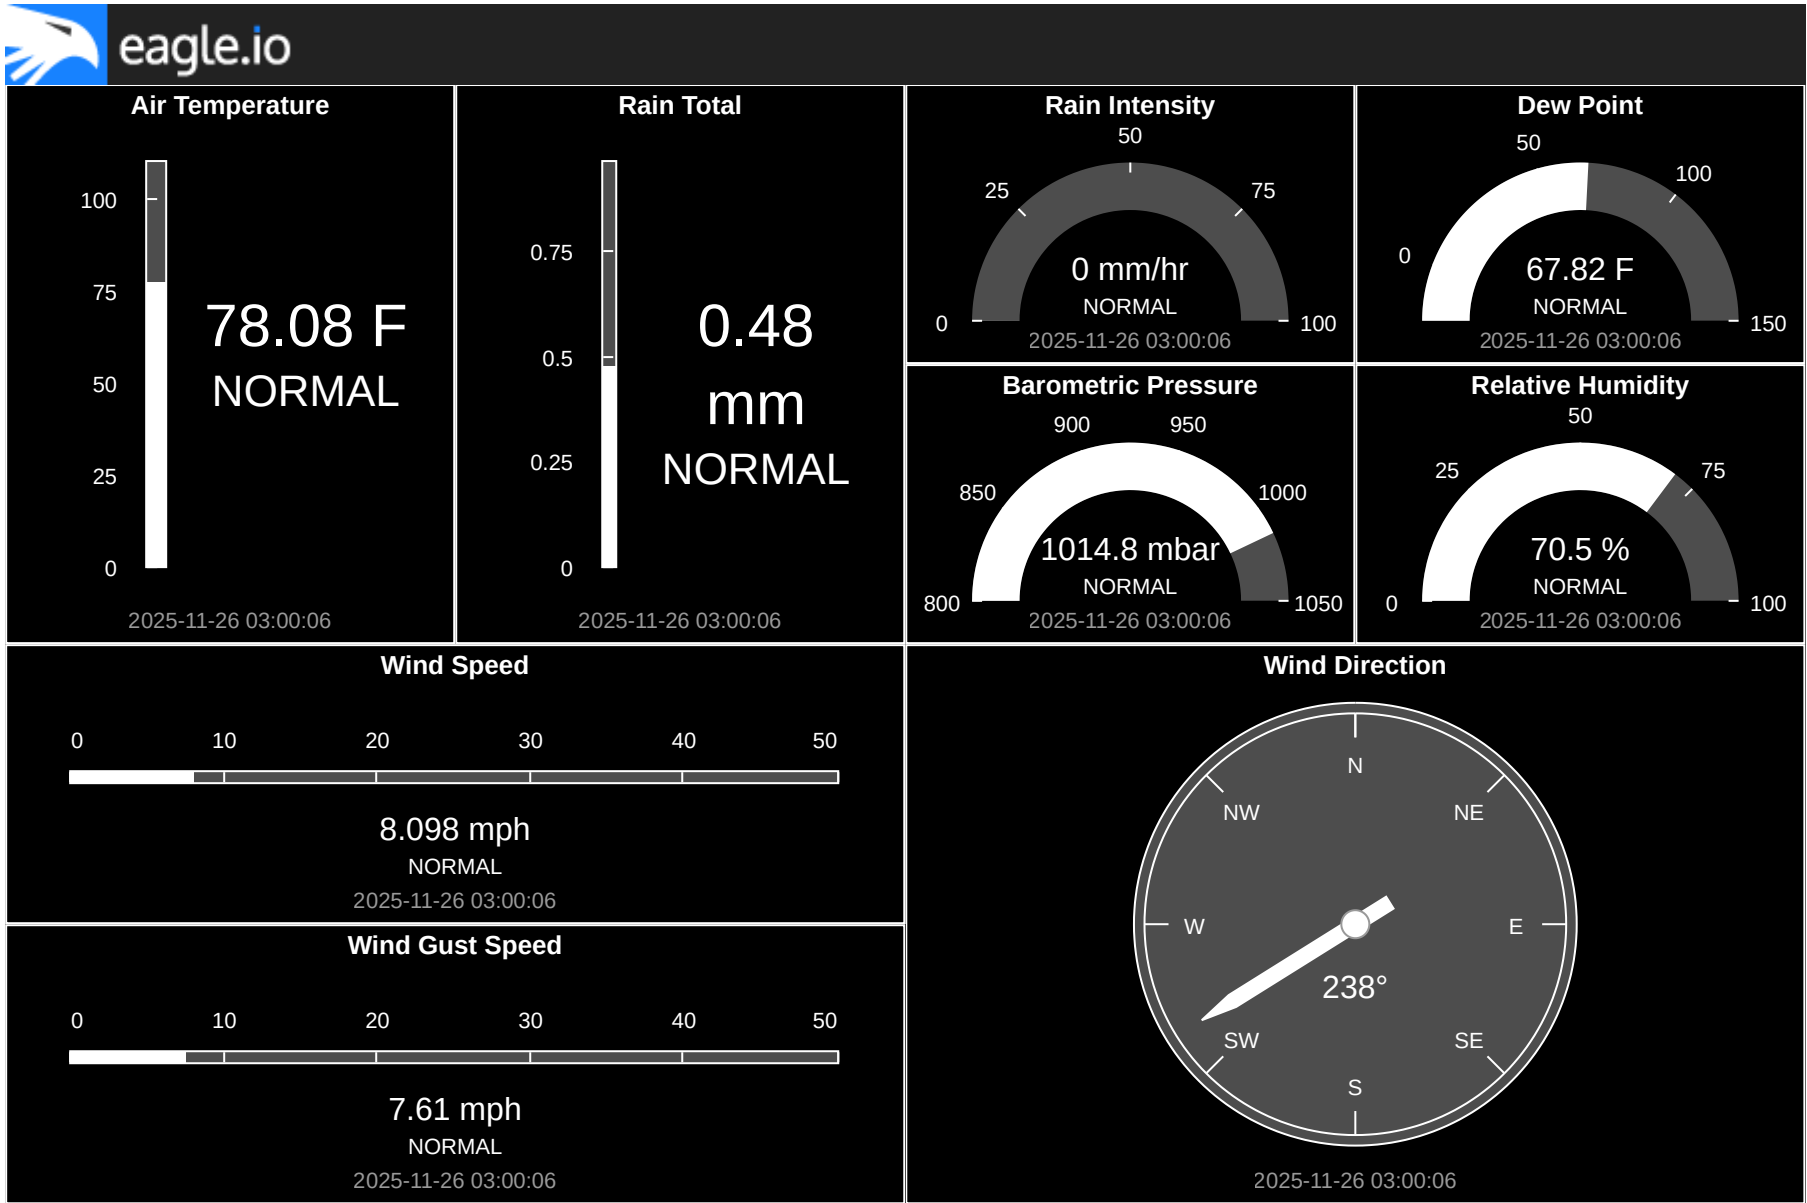 eagle.io
Air Temperature
100
75
50
25
0
78.08 F
NORMAL
2025-11-26 03:00:06
Rain Total
0.75
0.5
0.25
0
0.48
mm
NORMAL
2025-11-26 03:00:06
Rain Intensity
50
25
75
0
100
0 mm/hr
NORMAL
2025-11-26 03:00:06
Dew Point
50
100
0
150
67.82 F
NORMAL
2025-11-26 03:00:06
Barometric Pressure
900
950
850
1000
800
1050
1014.8 mbar
NORMAL
2025-11-26 03:00:06
Relative Humidity
50
25
75
0
100
70.5 %
NORMAL
2025-11-26 03:00:06
Wind Speed
0 10 20 30 40 50
8.098 mph
NORMAL
2025-11-26 03:00:06
Wind Gust Speed
0 10 20 30 40 50
7.61 mph
NORMAL
2025-11-26 03:00:06
Wind Direction
N
NW
NE
W
E
238°
SW
SE
S
2025-11-26 03:00:06